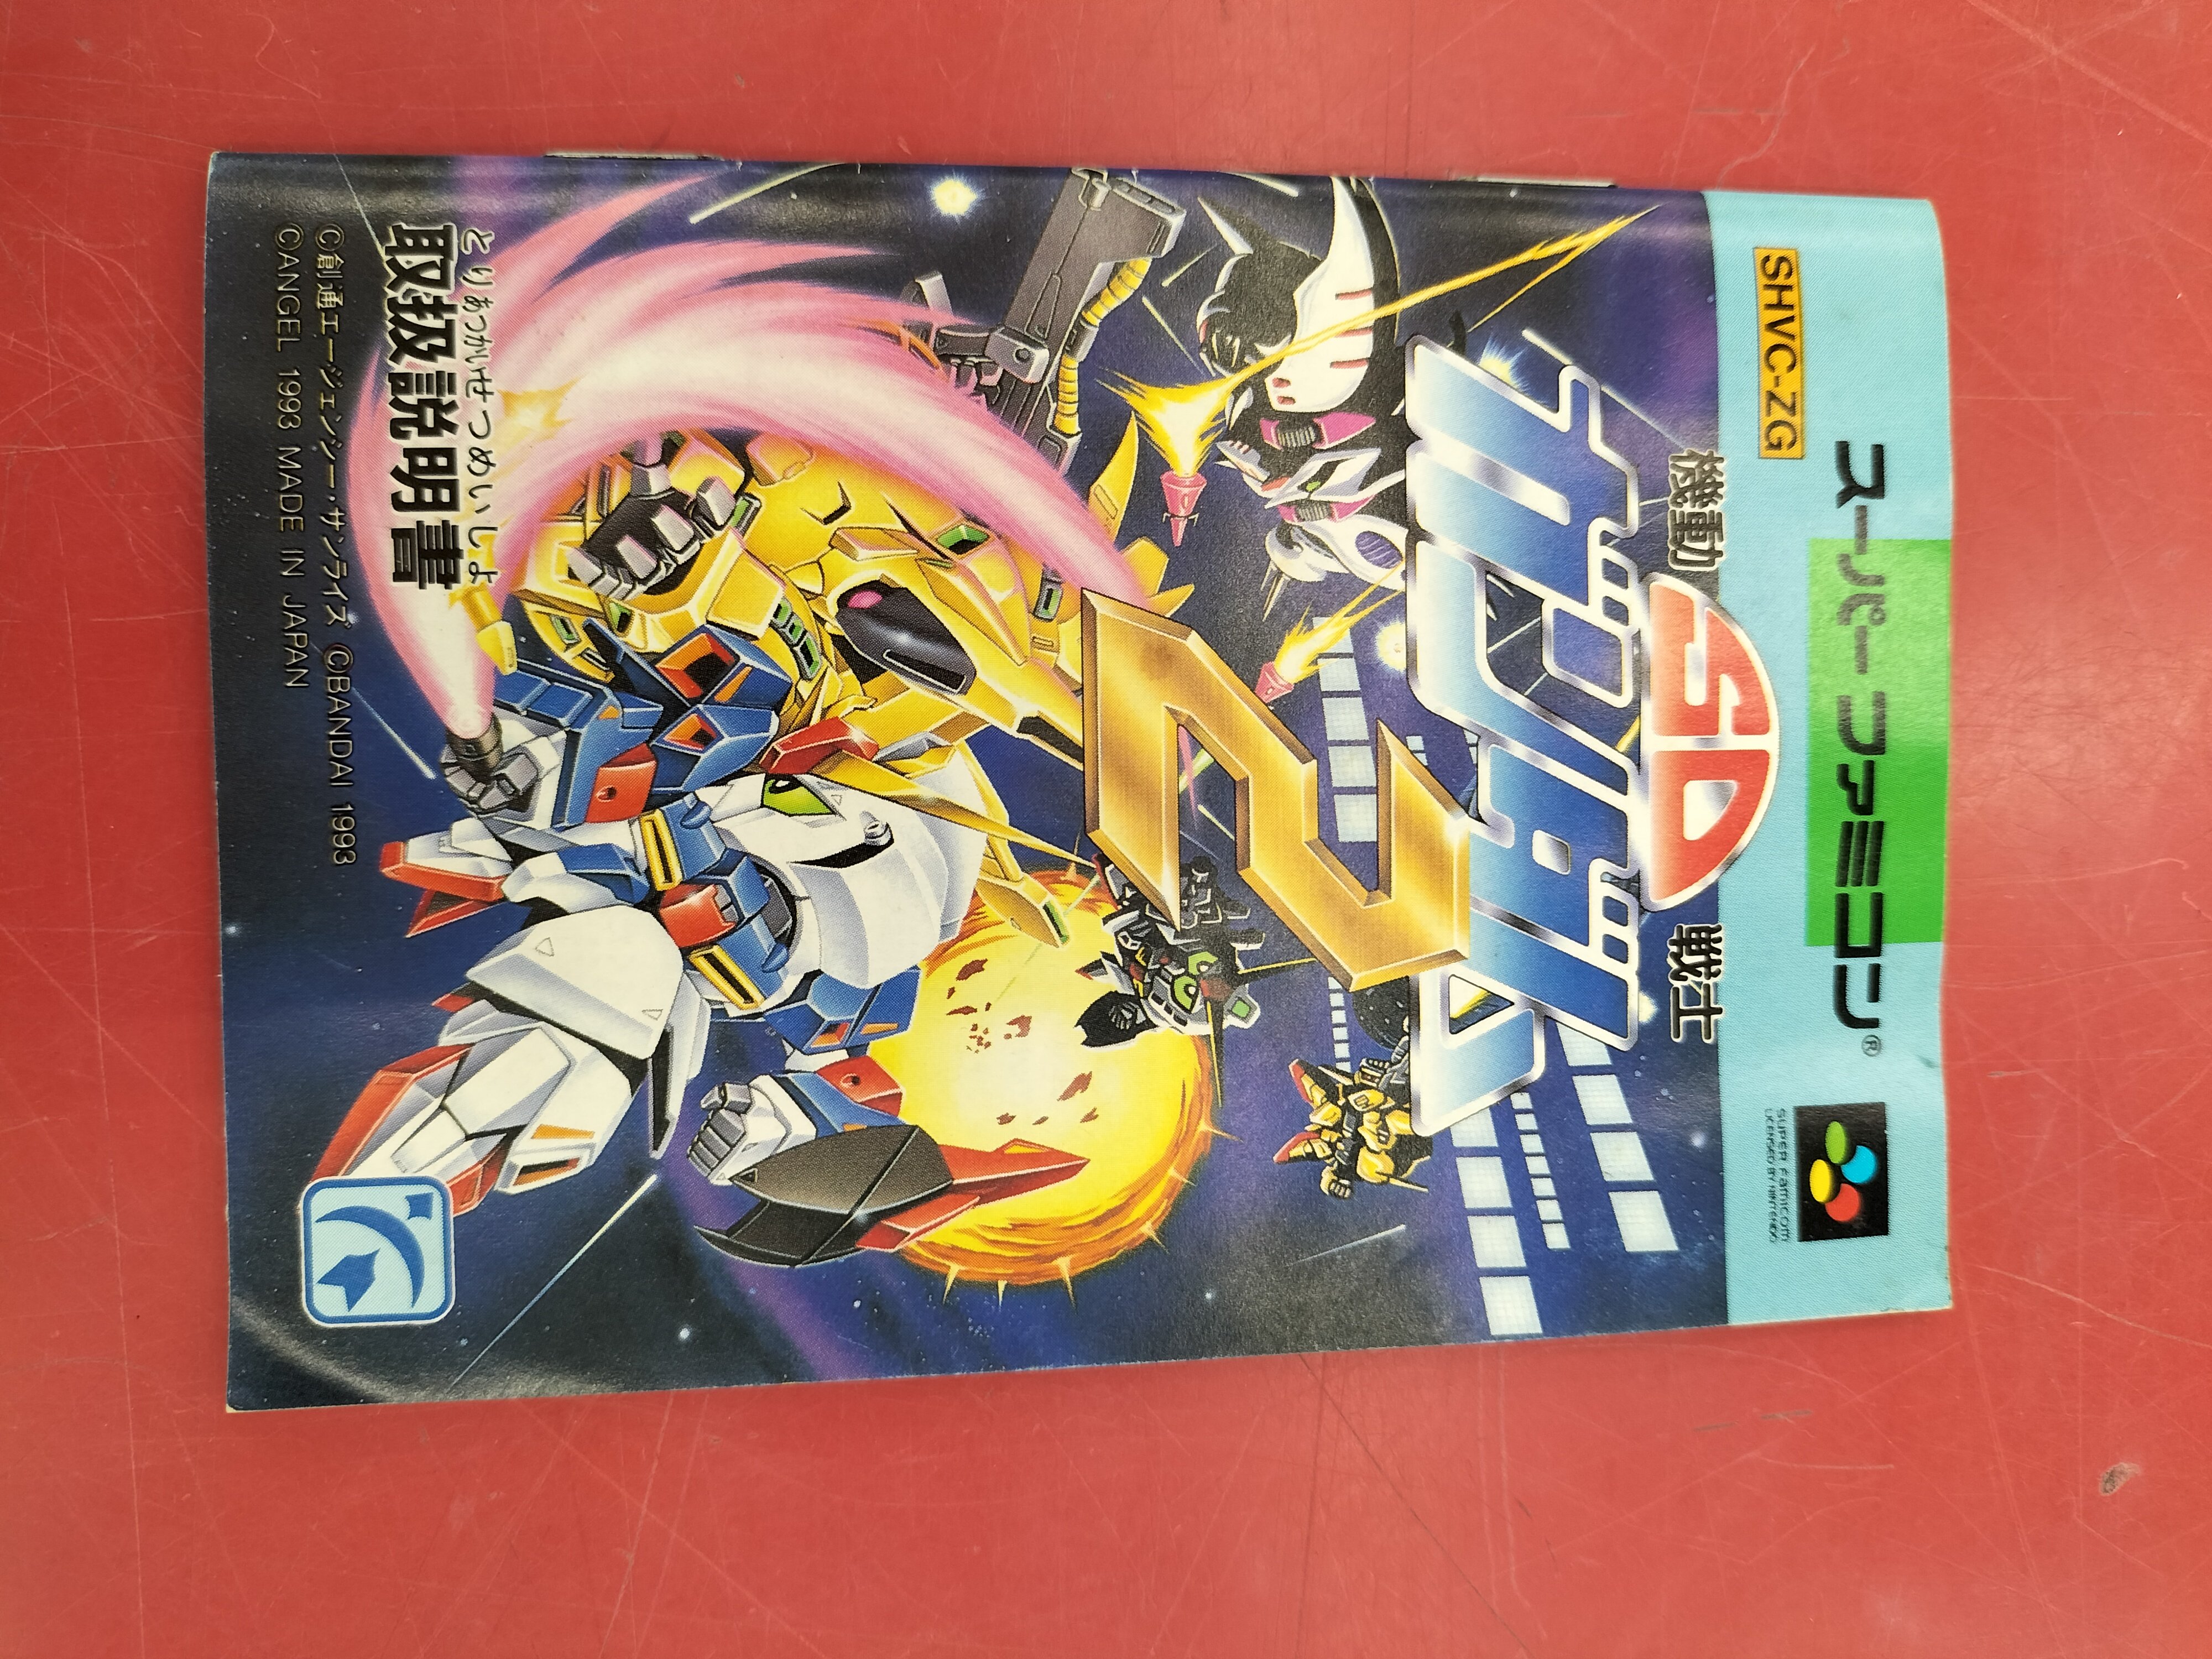 スーパーファミコン®
SHVC-ZG
SUPER Famicom
LICENSED BY NINTENDO
機動 SD 戦士
ガンダム
2
とりあつかいせつめいしょ
取扱説明書
©創通エージェンシー・サンライズ ©BANDAI 1993
©ANGEL 1993 MADE IN JAPAN